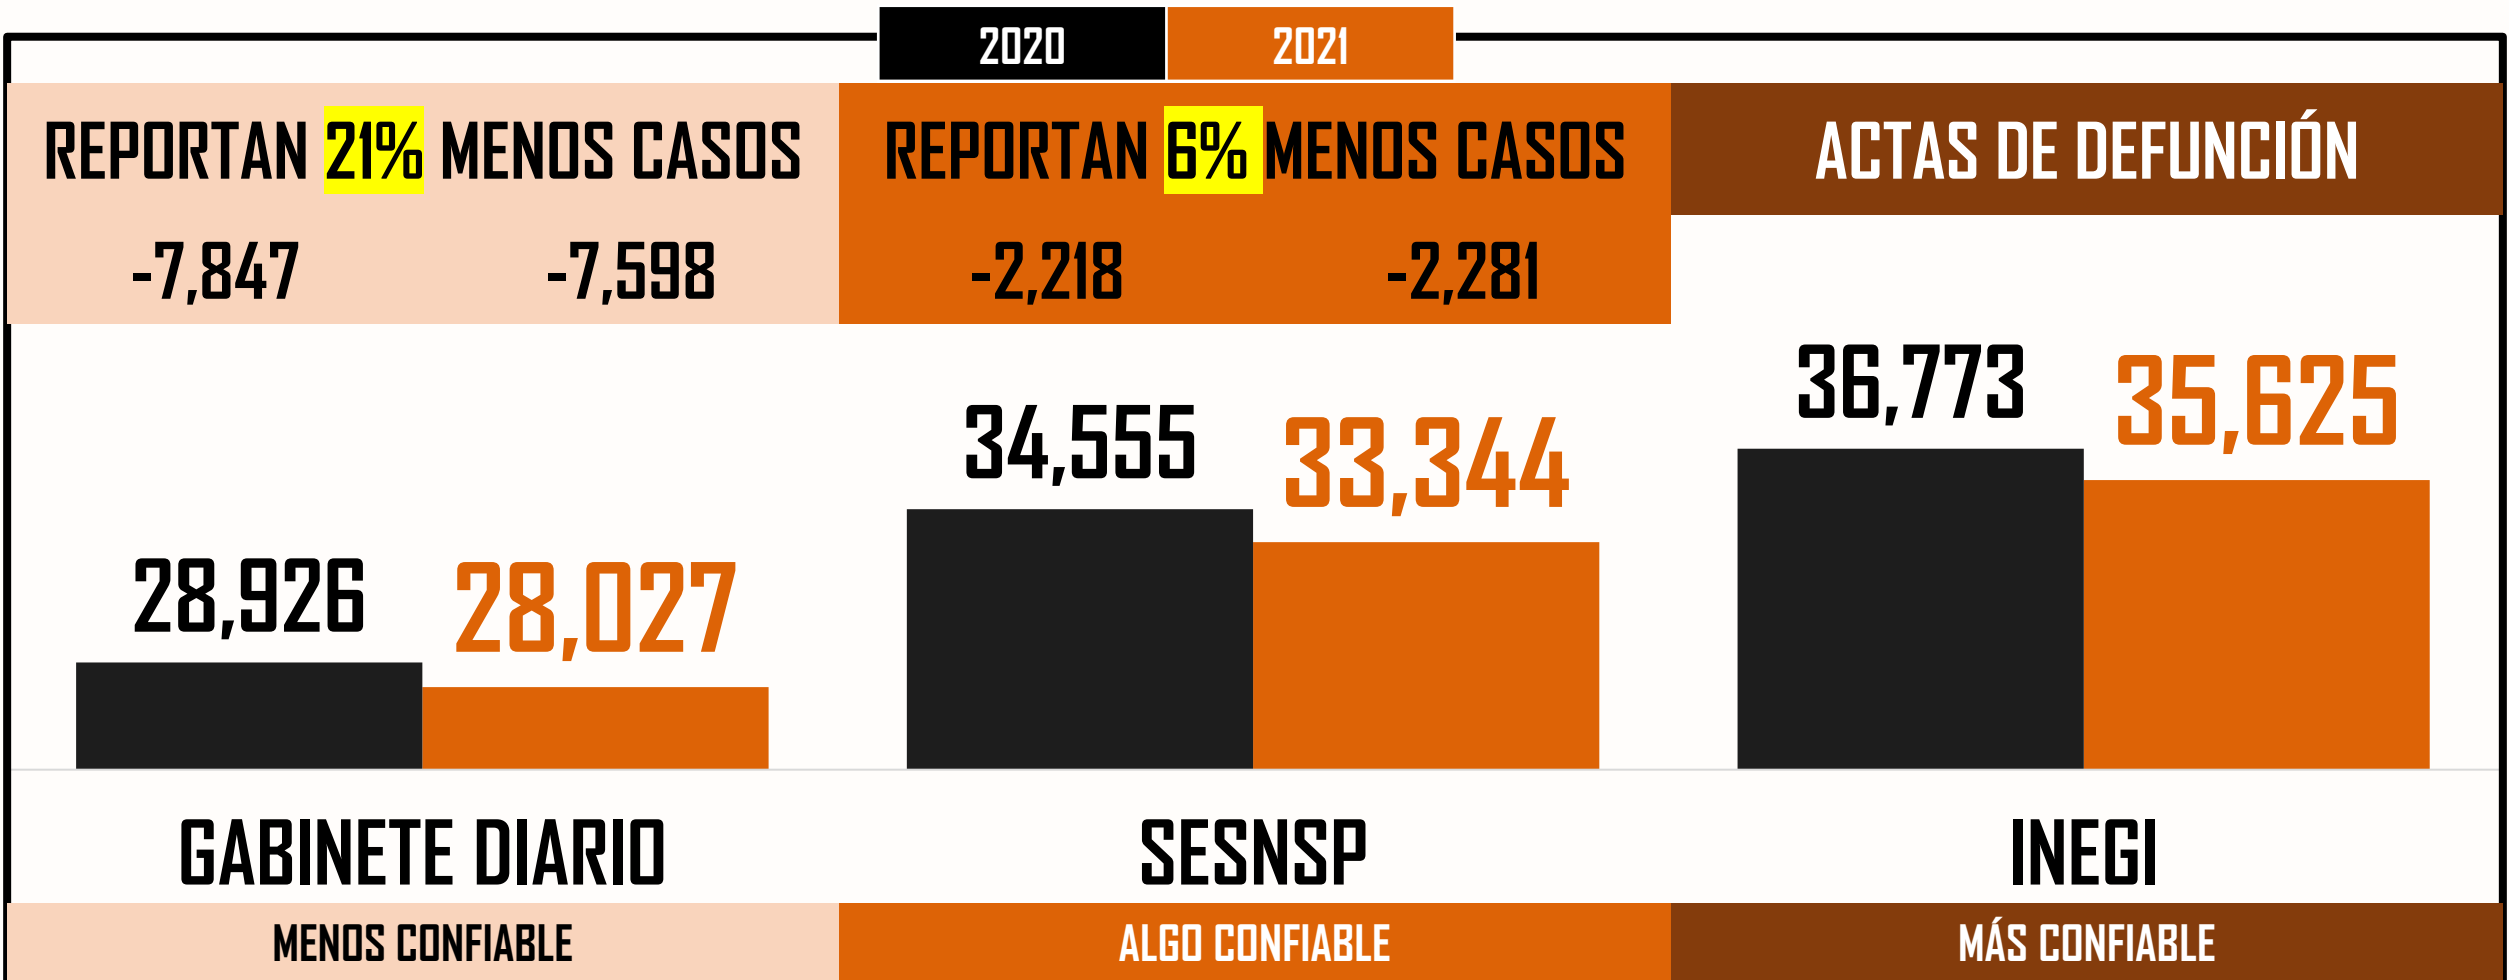 2020 2021
REPORTAN 21% MENOS CASOS
-7,847 -7,598
REPORTAN 6% MENOS CASOS
-2,218 -2,281
ACTAS DE DEFUNCIÓN
28,926 28,027
34,555 33,344
36,773 35,625
GABINETE DIARIO
SESNSP
INEGI
MENOS CONFIABLE
ALGO CONFIABLE
MÁS CONFIABLE